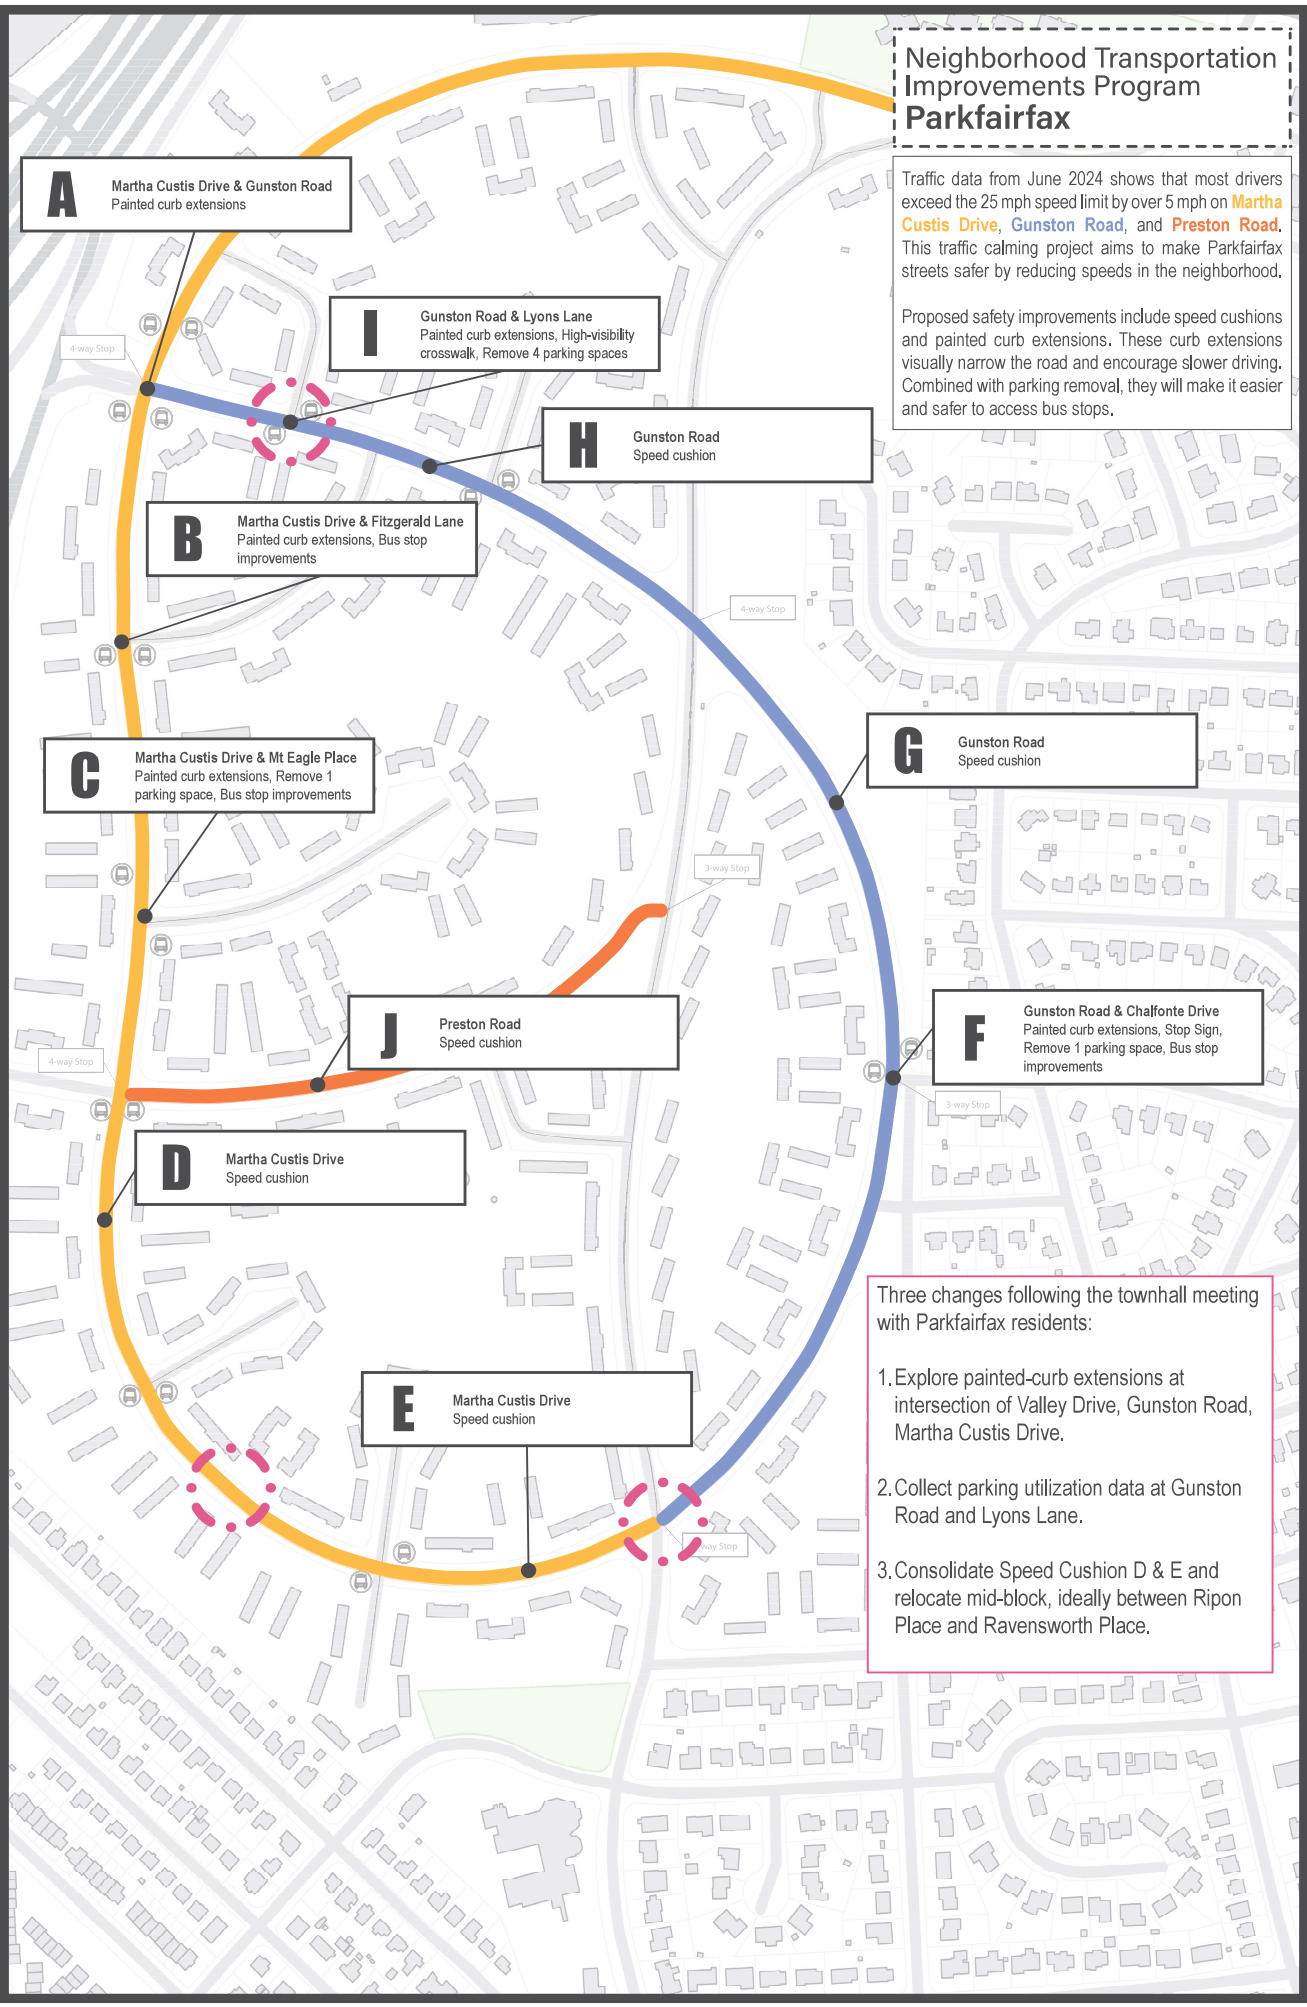 Neighborhood Transportation
Improvements Program
Parkfairfax
Traffic data from June 2024 shows that most drivers
exceed the 25 mph speed limit by over 5 mph on Martha
Custis Drive, Gunston Road, and Preston Road.
This traffic calming project aims to make Parkfairfax
streets safer by reducing speeds in the neighborhood.
Proposed safety improvements include speed cushions
and painted curb extensions. These curb extensions
visually narrow the road and encourage slower driving.
Combined with parking removal, they will make it easier
and safer to access bus stops.
A
Martha Custis Drive & Gunston Road
Painted curb extensions
I
Gunston Road & Lyons Lane
Painted curb extensions, High-visibility
crosswalk, Remove 4 parking spaces
4-way Stop
H
Gunston Road
Speed cushion
B
Martha Custis Drive & Fitzgerald Lane
Painted curb extensions, Bus stop
improvements
4-way Stop
G
Gunston Road
Speed cushion
C
Martha Custis Drive & Mt Eagle Place
Painted curb extensions, Remove 1
parking space, Bus stop improvements
3-way Stop
J
Preston Road
Speed cushion
F
Gunston Road & Chalfonte Drive
Painted curb extensions, Stop Sign,
Remove 1 parking space, Bus stop
improvements
4-way Stop
3-way Stop
D
Martha Custis Drive
Speed cushion
E
Martha Custis Drive
Speed cushion
way Stop
Three changes following the townhall meeting
with Parkfairfax residents:
1. Explore painted-curb extensions at
intersection of Valley Drive, Gunston Road,
Martha Custis Drive.
2. Collect parking utilization data at Gunston
Road and Lyons Lane.
3. Consolidate Speed Cushion D & E and
relocate mid-block, ideally between Ripon
Place and Ravensworth Place.